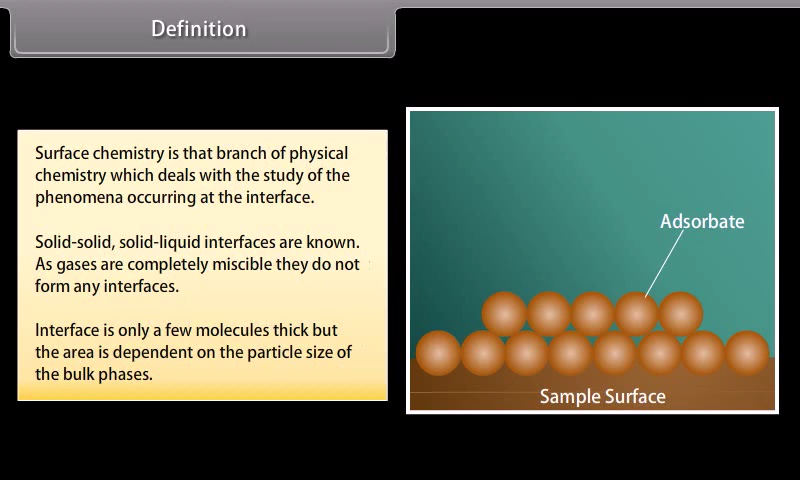 Definition
Surface chemistry is that branch of physical
chemistry which deals with the study of the
phenomena occurring at the interface.
Solid-solid, solid-liquid interfaces are known.
As gases are completely miscible they do not
form any interfaces.
Interface is only a few molecules thick but
the area is dependent on the particle size of
the bulk phases.
Adsorbate
Sample Surface